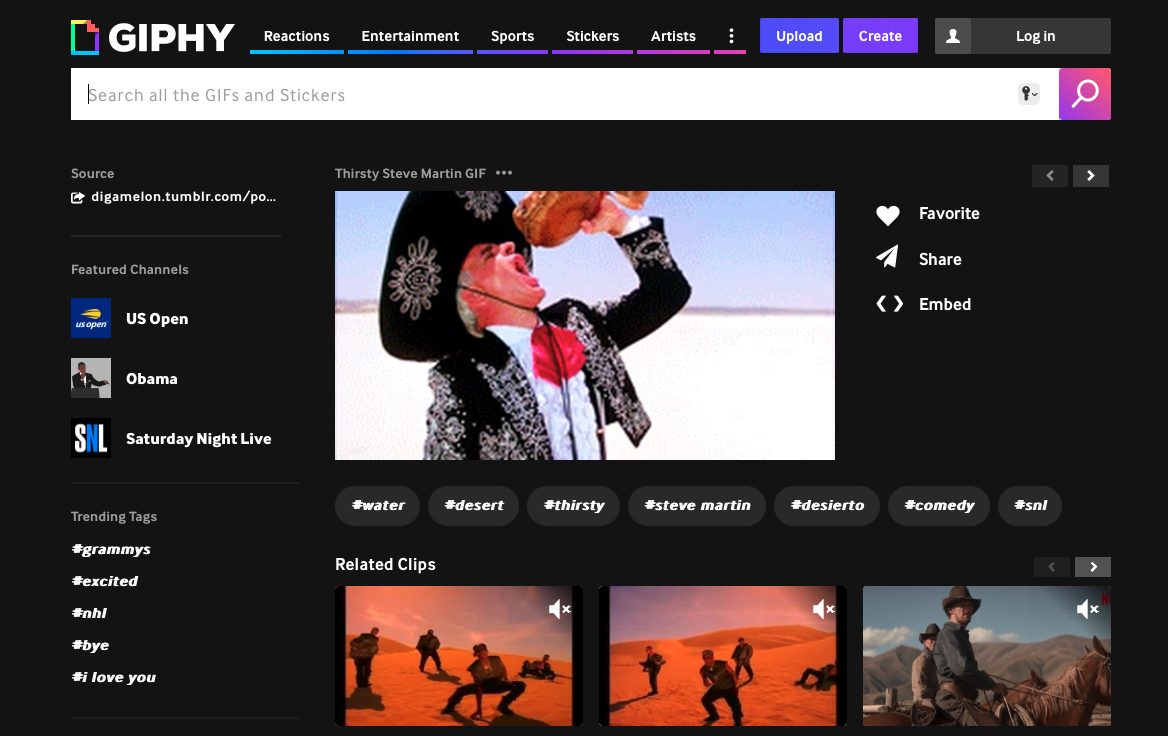 GIPHY
Reactions
Entertainment
Sports
Stickers
Artists
Upload
Create
Log in
Search all the GIFs and Stickers
Source
digamelon.tumblr.com/po...
Featured Channels
us open
US Open
Obama
SNL
Saturday Night Live
Trending Tags
#grammys
#excited
#nhl
#bye
#i love you
Thirsty Steve Martin GIF
Favorite
Share
Embed
#water
#desert
#thirsty
#steve martin
#desierto
#comedy
#snl
Related Clips